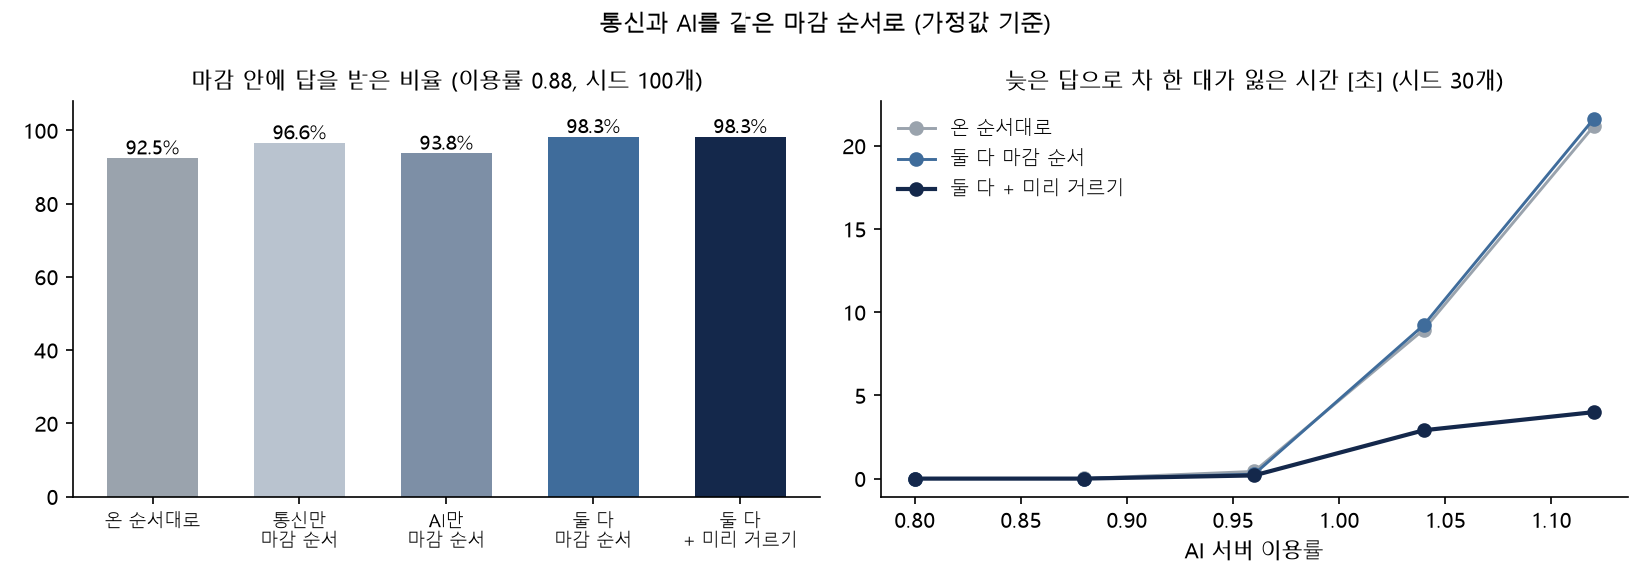 통신과 AI를 같은 마감 순서로 (가정값 기준)
마감 안에 답을 받은 비율 (이용률 0.88, 시드 100개)
100
80
60
40
20
0
92.5%
96.6%
93.8%
98.3%
98.3%
온 순서대로
통신만
마감 순서
AI만
마감 순서
둘 다
마감 순서
둘 다
+ 미리 거르기
늦은 답으로 차 한 대가 잃은 시간 [초] (시드 30개)
온 순서대로
둘 다 마감 순서
둘 다 + 미리 거르기
20
15
10
5
0
0.80
0.85
0.90
0.95
1.00
1.05
1.10
AI 서버 이용률